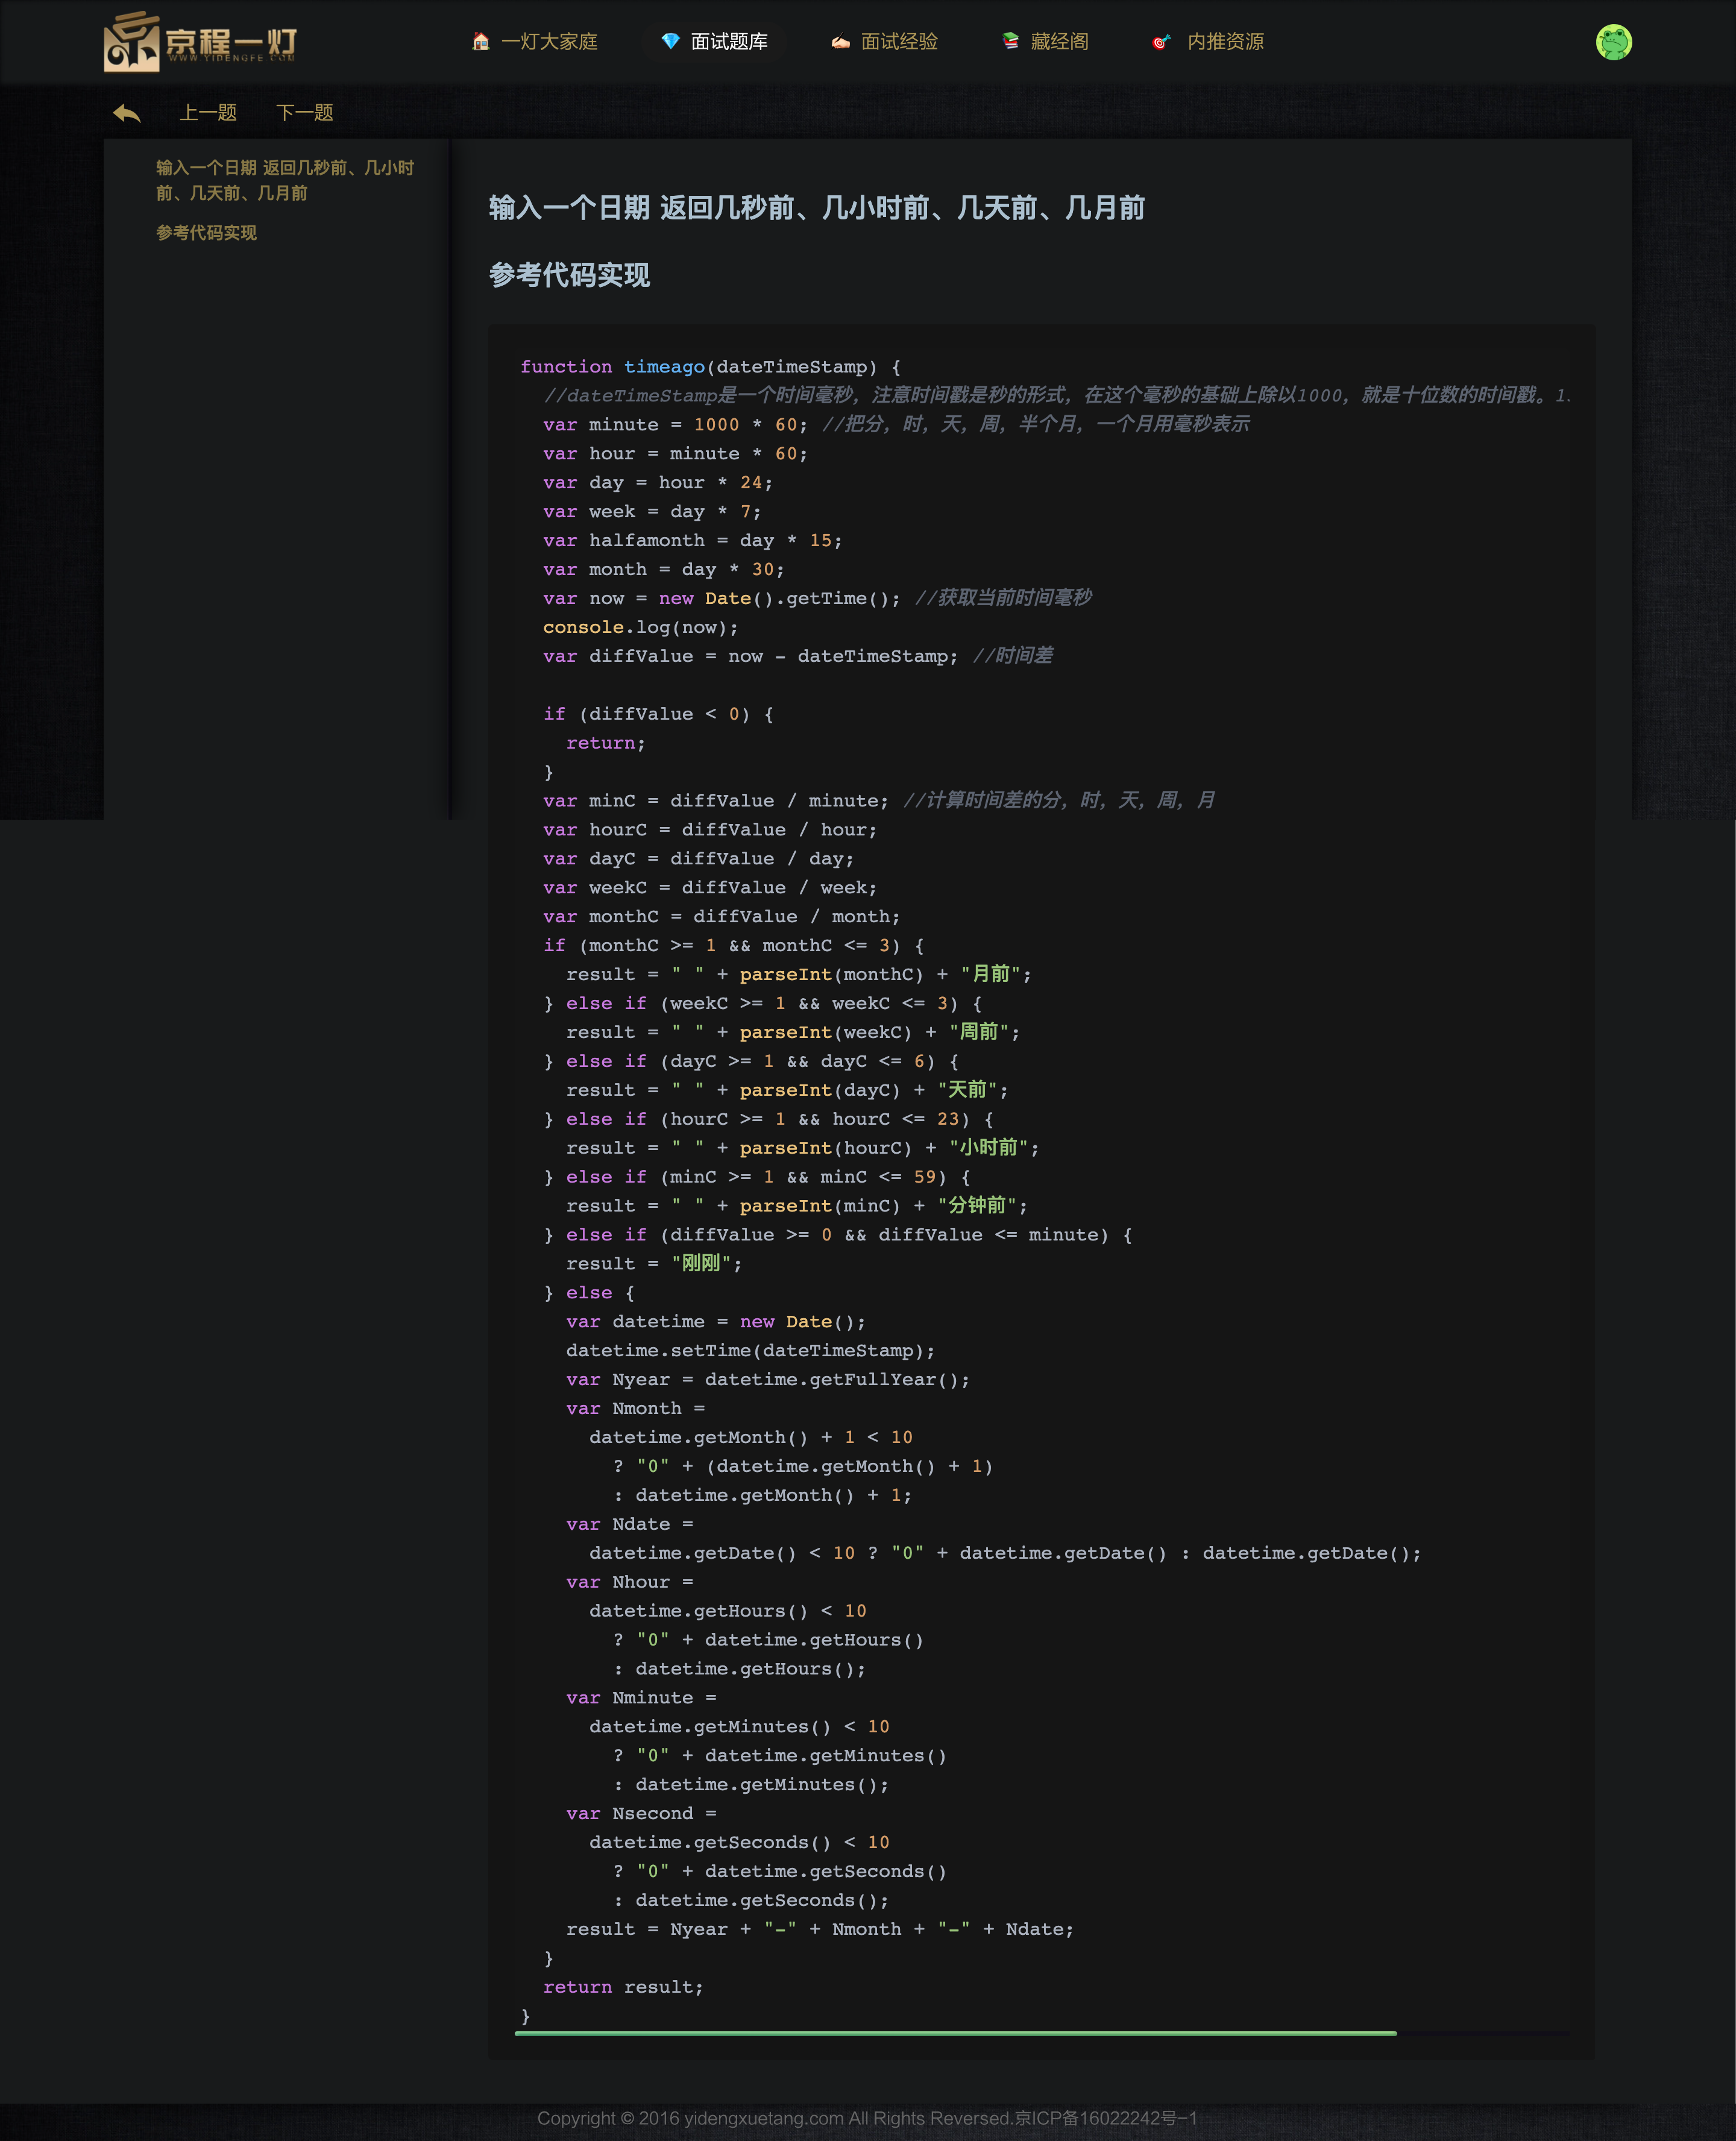 京程一灯
WWW.YIDENGFE.COM
一灯大家庭
面试题库
面试经验
藏经阁
内推资源
上一题
下一题
输入一个日期 返回几秒前、几小时
前、几天前、几月前
参考代码实现
输入一个日期 返回几秒前、几小时前、几天前、几月前
参考代码实现
function timeago(dateTimeStamp) {
  //dateTimeStamp是一个时间毫秒，注意时间戳是秒的形式，在这个毫秒的基础上除以1000，就是十位数的时间戳。1.
  var minute = 1000 * 60; //把分，时，天，周，半个月，一个月用毫秒表示
  var hour = minute * 60;
  var day = hour * 24;
  var week = day * 7;
  var halfamonth = day * 15;
  var month = day * 30;
  var now = new Date().getTime(); //获取当前时间毫秒
  console.log(now);
  var diffValue = now - dateTimeStamp; //时间差
  if (diffValue < 0) {
    return;
  }
  var minC = diffValue / minute; //计算时间差的分，时，天，周，月
  var hourC = diffValue / hour;
  var dayC = diffValue / day;
  var weekC = diffValue / week;
  var monthC = diffValue / month;
  if (monthC >= 1 && monthC <= 3) {
    result = " " + parseInt(monthC) + "月前";
  } else if (weekC >= 1 && weekC <= 3) {
    result = " " + parseInt(weekC) + "周前";
  } else if (dayC >= 1 && dayC <= 6) {
    result = " " + parseInt(dayC) + "天前";
  } else if (hourC >= 1 && hourC <= 23) {
    result = " " + parseInt(hourC) + "小时前";
  } else if (minC >= 1 && minC <= 59) {
    result = " " + parseInt(minC) + "分钟前";
  } else if (diffValue >= 0 && diffValue <= minute) {
    result = "刚刚";
  } else {
    var datetime = new Date();
    datetime.setTime(dateTimeStamp);
    var Nyear = datetime.getFullYear();
    var Nmonth =
      datetime.getMonth() + 1 < 10
        ? "0" + (datetime.getMonth() + 1)
        : datetime.getMonth() + 1;
    var Ndate =
      datetime.getDate() < 10 ? "0" + datetime.getDate() : datetime.getDate();
    var Nhour =
      datetime.getHours() < 10
        ? "0" + datetime.getHours()
        : datetime.getHours();
    var Nminute =
      datetime.getMinutes() < 10
        ? "0" + datetime.getMinutes()
        : datetime.getMinutes();
    var Nsecond =
      datetime.getSeconds() < 10
        ? "0" + datetime.getSeconds()
        : datetime.getSeconds();
    result = Nyear + "-" + Nmonth + "-" + Ndate;
  }
  return result;
}
Copyright © 2016 yidengxuetang.com All Rights Reversed.京ICP备16022242号-1